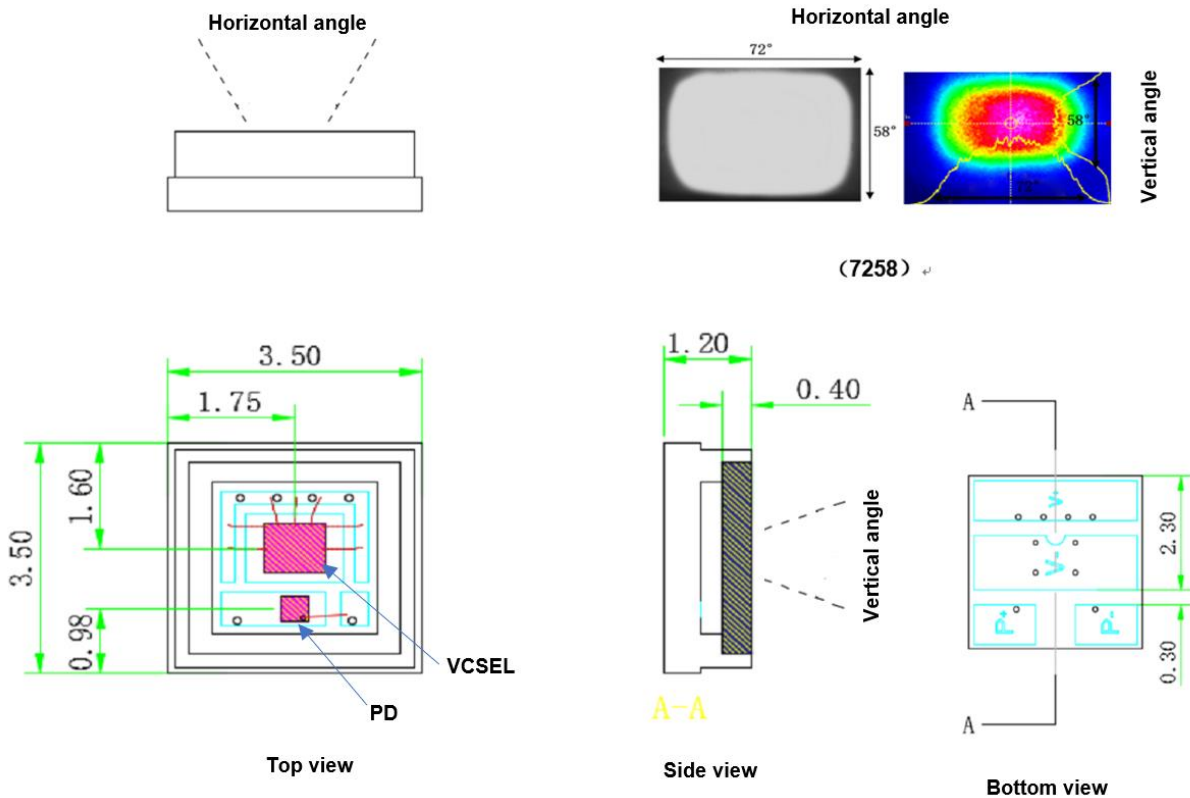 Horizontal angle
Horizontal angle
72°
58°
58°
72°
Vertical angle
（7258）
3.50
1.75
3.50
1.60
0.98
VCSEL
PD
Top view
1.20
0.40
Vertical angle
A-A
Side view
A
V+
V-
P+
P-
2.30
0.30
A
Bottom view